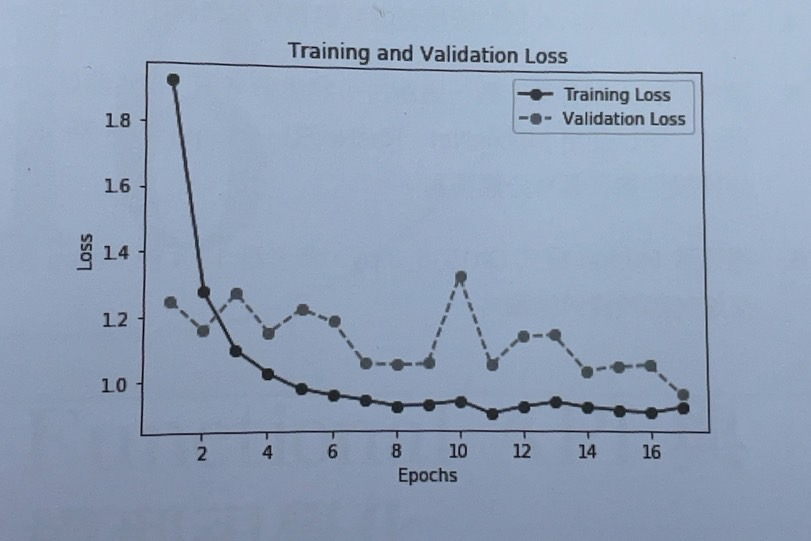 Training and Validation Loss
Training Loss
Validation Loss
Loss
1.8
1.6
1.4
1.2
1.0
2 4 6 8 10 12 14 16
Epochs